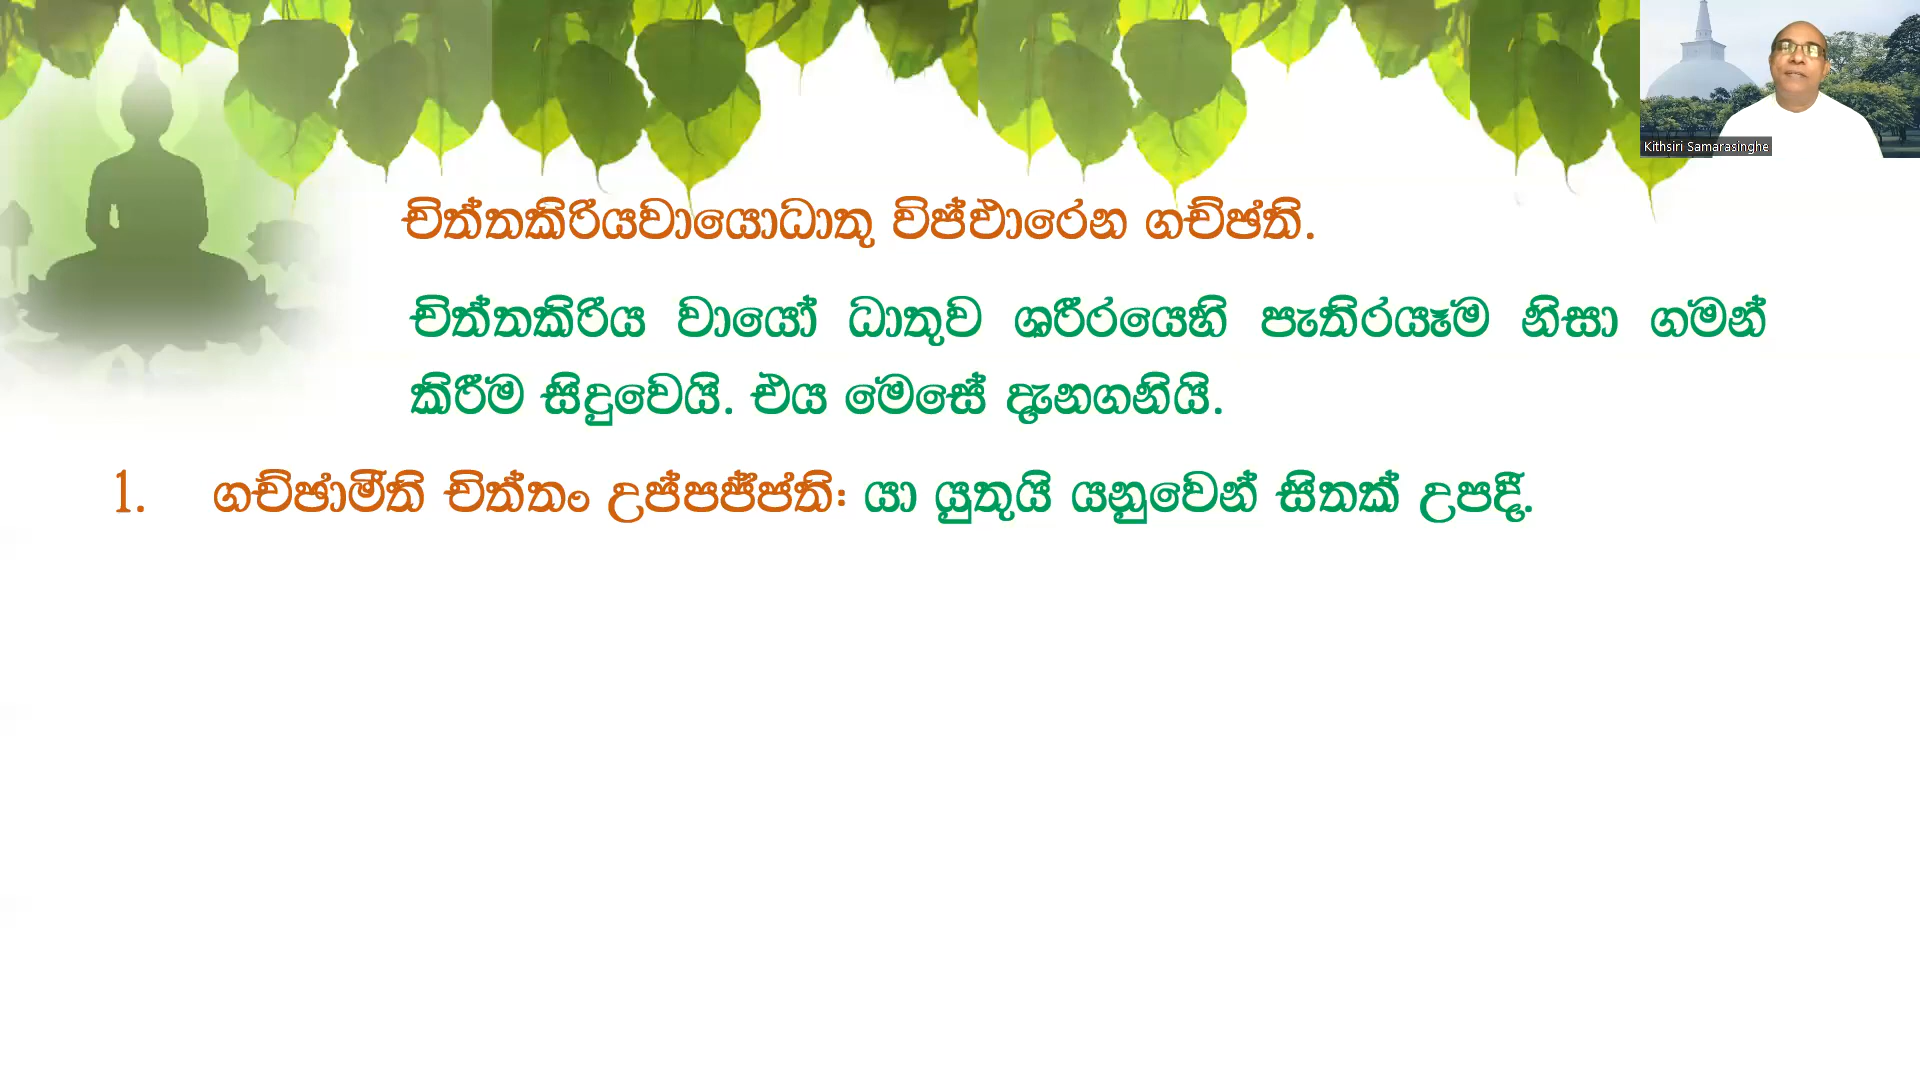 Kithsiri Samarasinghe
චිත්තකිරියවායොධාතු විප්ඵාරෙන ගච්ඡති.
චිත්තකිරිය වායෝ ධාතුව ශරීරයෙහි පැතිරයෑම නිසා ගමන්
කිරීම සිදුවෙයි. එය මෙසේ දැනගනියි.
1. ගච්ඡාමීති චිත්තං උප්පජ්ප්ති: යා යුතුයි යනුවෙන් සිතක් උපදී.